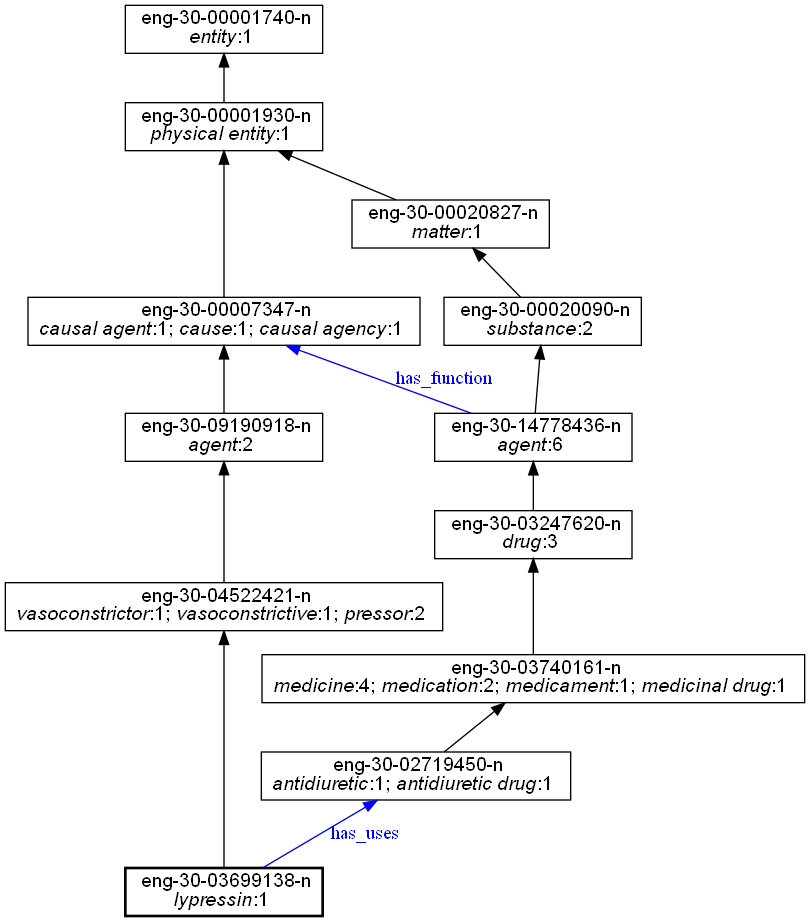 eng-30-00001740-n
entity:1
eng-30-00001930-n
physical entity:1
eng-30-00020827-n
matter:1
eng-30-00007347-n
causal agent:1; cause:1; causal agency:1
eng-30-00020090-n
substance:2
has_function
eng-30-09190918-n
agent:2
eng-30-14778436-n
agent:6
eng-30-03247620-n
drug:3
eng-30-04522421-n
vasoconstrictor:1; vasoconstrictive:1; pressor:2
eng-30-03740161-n
medicine:4; medication:2; medicament:1; medicinal drug:1
eng-30-02719450-n
antidiuretic:1; antidiuretic drug:1
has_uses
eng-30-03699138-n
lypressin:1